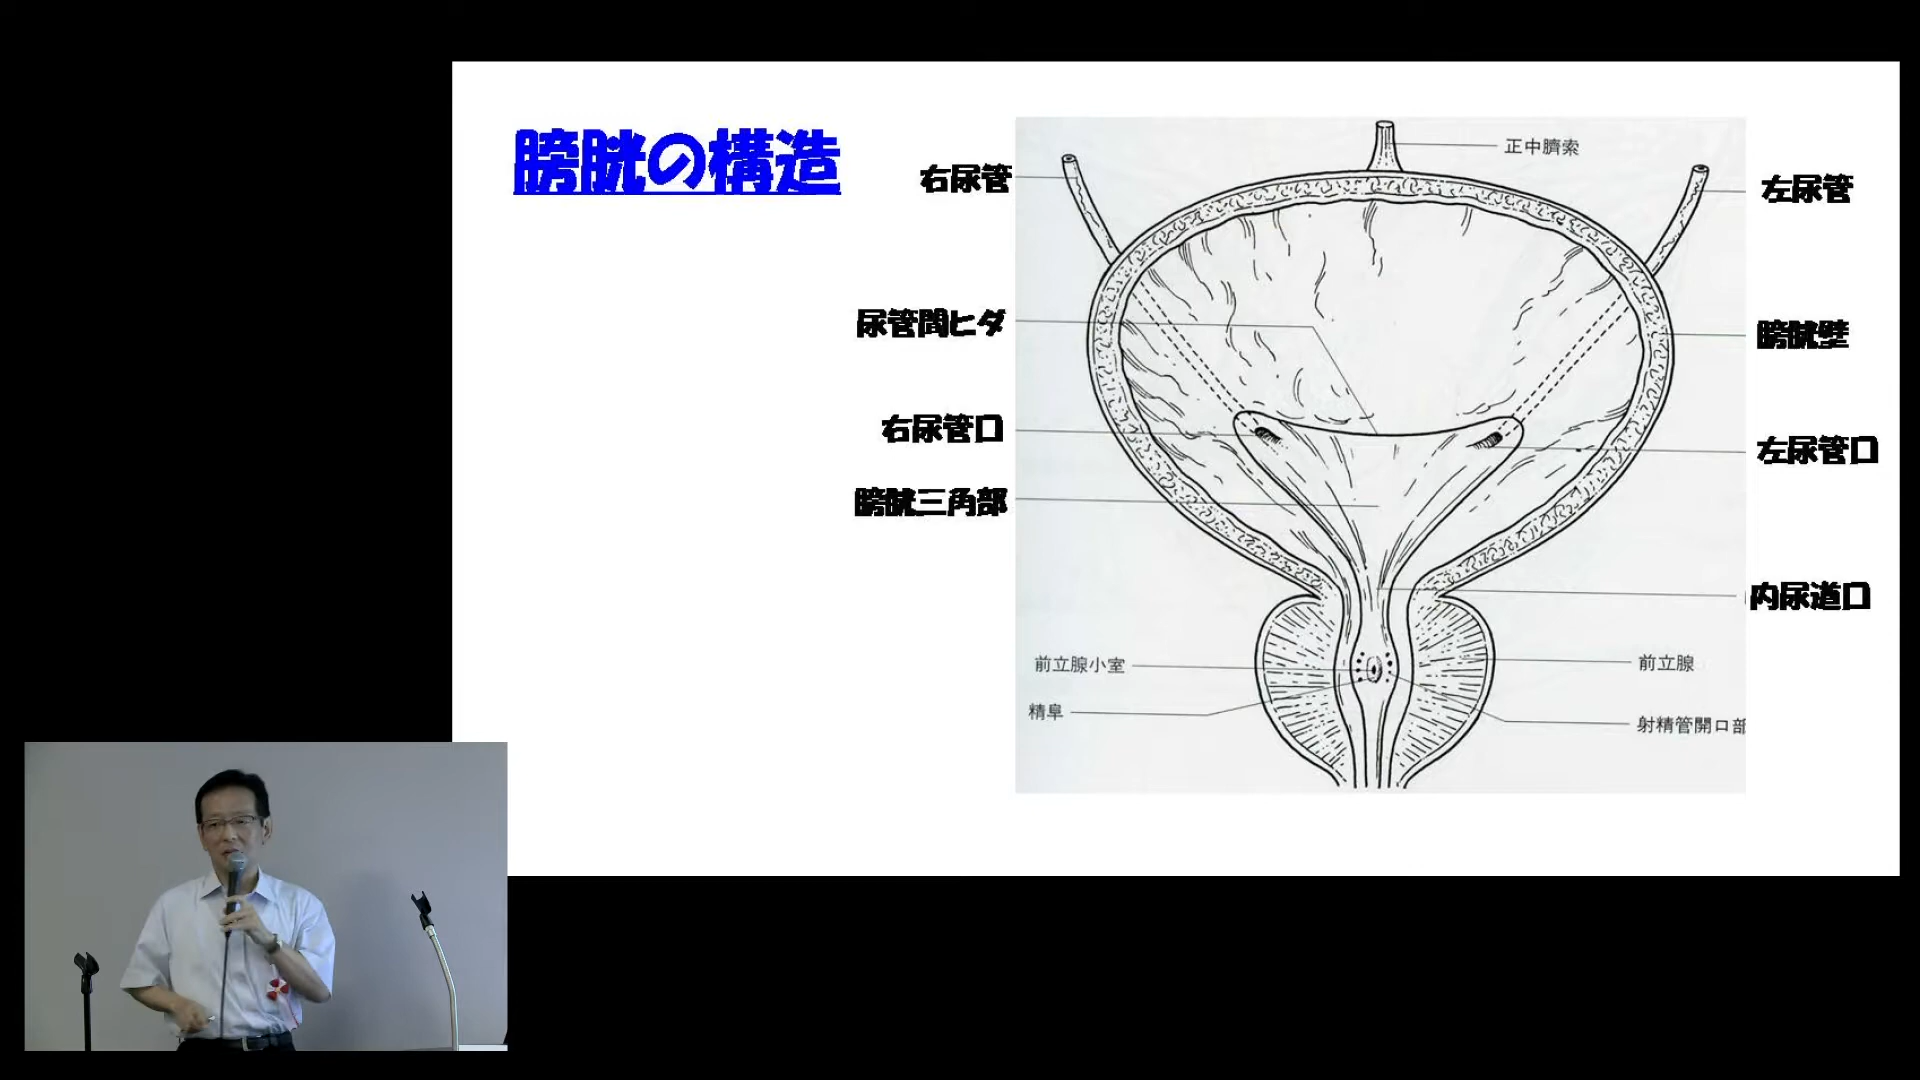 膀胱の構造
正中臍索
右尿管
左尿管
尿管間ヒダ
膀胱壁
右尿管口
左尿管口
膀胱三角部
内尿道口
前立腺小室
前立腺
精阜
射精管開口部